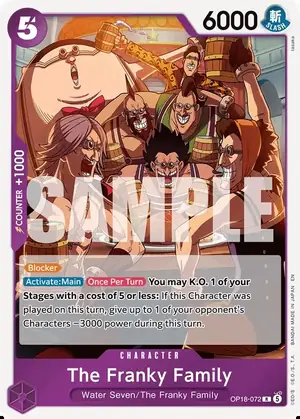 5
6000
斬
SLASH
COUNTER +1000
SAMPLE
Blocker
Activate:Main Once Per Turn You may K.O. 1 of your
Stages with a cost of 5 or less: If this Character was
played on this turn, give up to 1 of your opponent's
Characters −3000 power during this turn.
CHARACTER
The Franky Family
Water Seven/The Franky Family
OP18-072 R 5